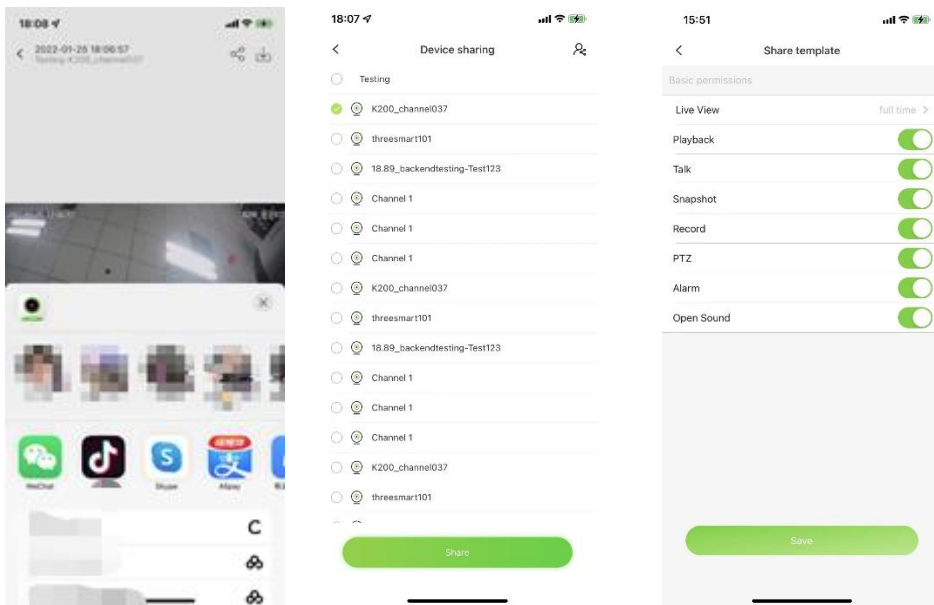 18:08
2022-01-25 18:06:57
Testing-K200_channel037
WeChat
Skype
Alipay
18:07
Device sharing
Testing
K200_channel037
threesmart101
18.89_backendtesting-Test123
Channel 1
Channel 1
Channel 1
K200_channel037
threesmart101
18.89_backendtesting-Test123
Channel 1
Channel 1
Channel 1
K200_channel037
threesmart101
Share
15:51
Share template
Basic permissions
Live View full time >
Playback
Talk
Snapshot
Record
PTZ
Alarm
Open Sound
Save